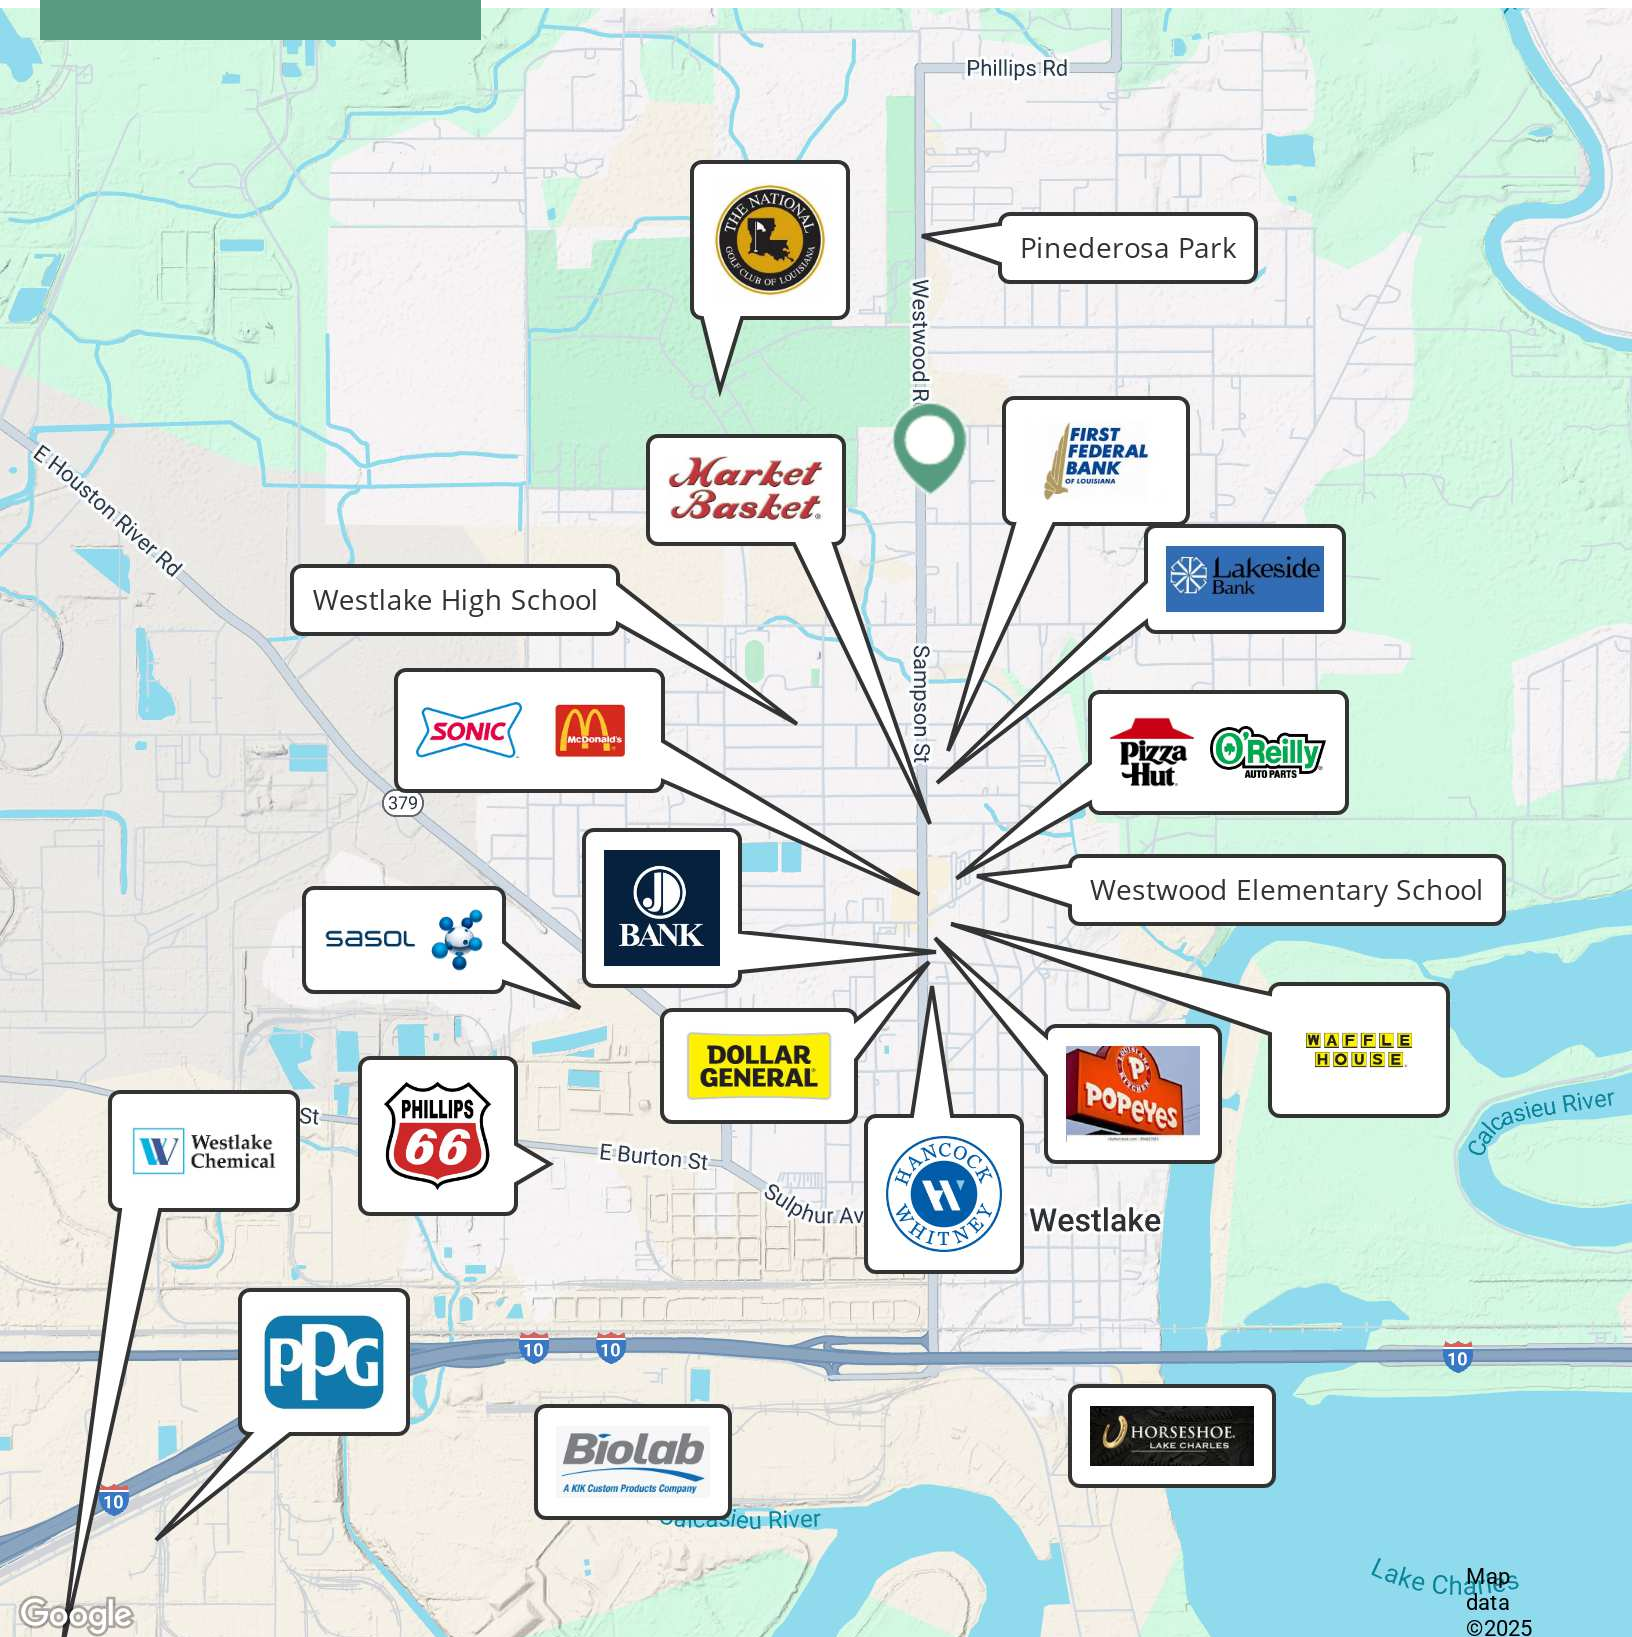 Phillips Rd
THE NATIONAL
GOLF CLUB OF LOUISIANA
Pinederosa Park
Westwood R
FIRST
FEDERAL
BANK
OF LOUISIANA
Market
Basket
E Houston River Rd
Lakeside
Bank
Westlake High School
Sampson St
SONIC
McDonald's
Pizza
Hut
O'Reilly
AUTO PARTS
379
JD
BANK
Westwood Elementary School
sasol
WAFFLE
HOUSE
DOLLAR
GENERAL
LOUISIANA
KITCHEN
P
POPEYES
Calcasieu River
PHILLIPS
66
St
Westlake
Chemical
E Burton St
HANCOCK
WHITNEY
Sulphur Av
Westlake
PPG
10
10
10
HORSESHOE
LAKE CHARLES
Biolab
A KIK Custom Products Company
10
Calcasieu River
Lake Charles
Map
data
©2025
Google